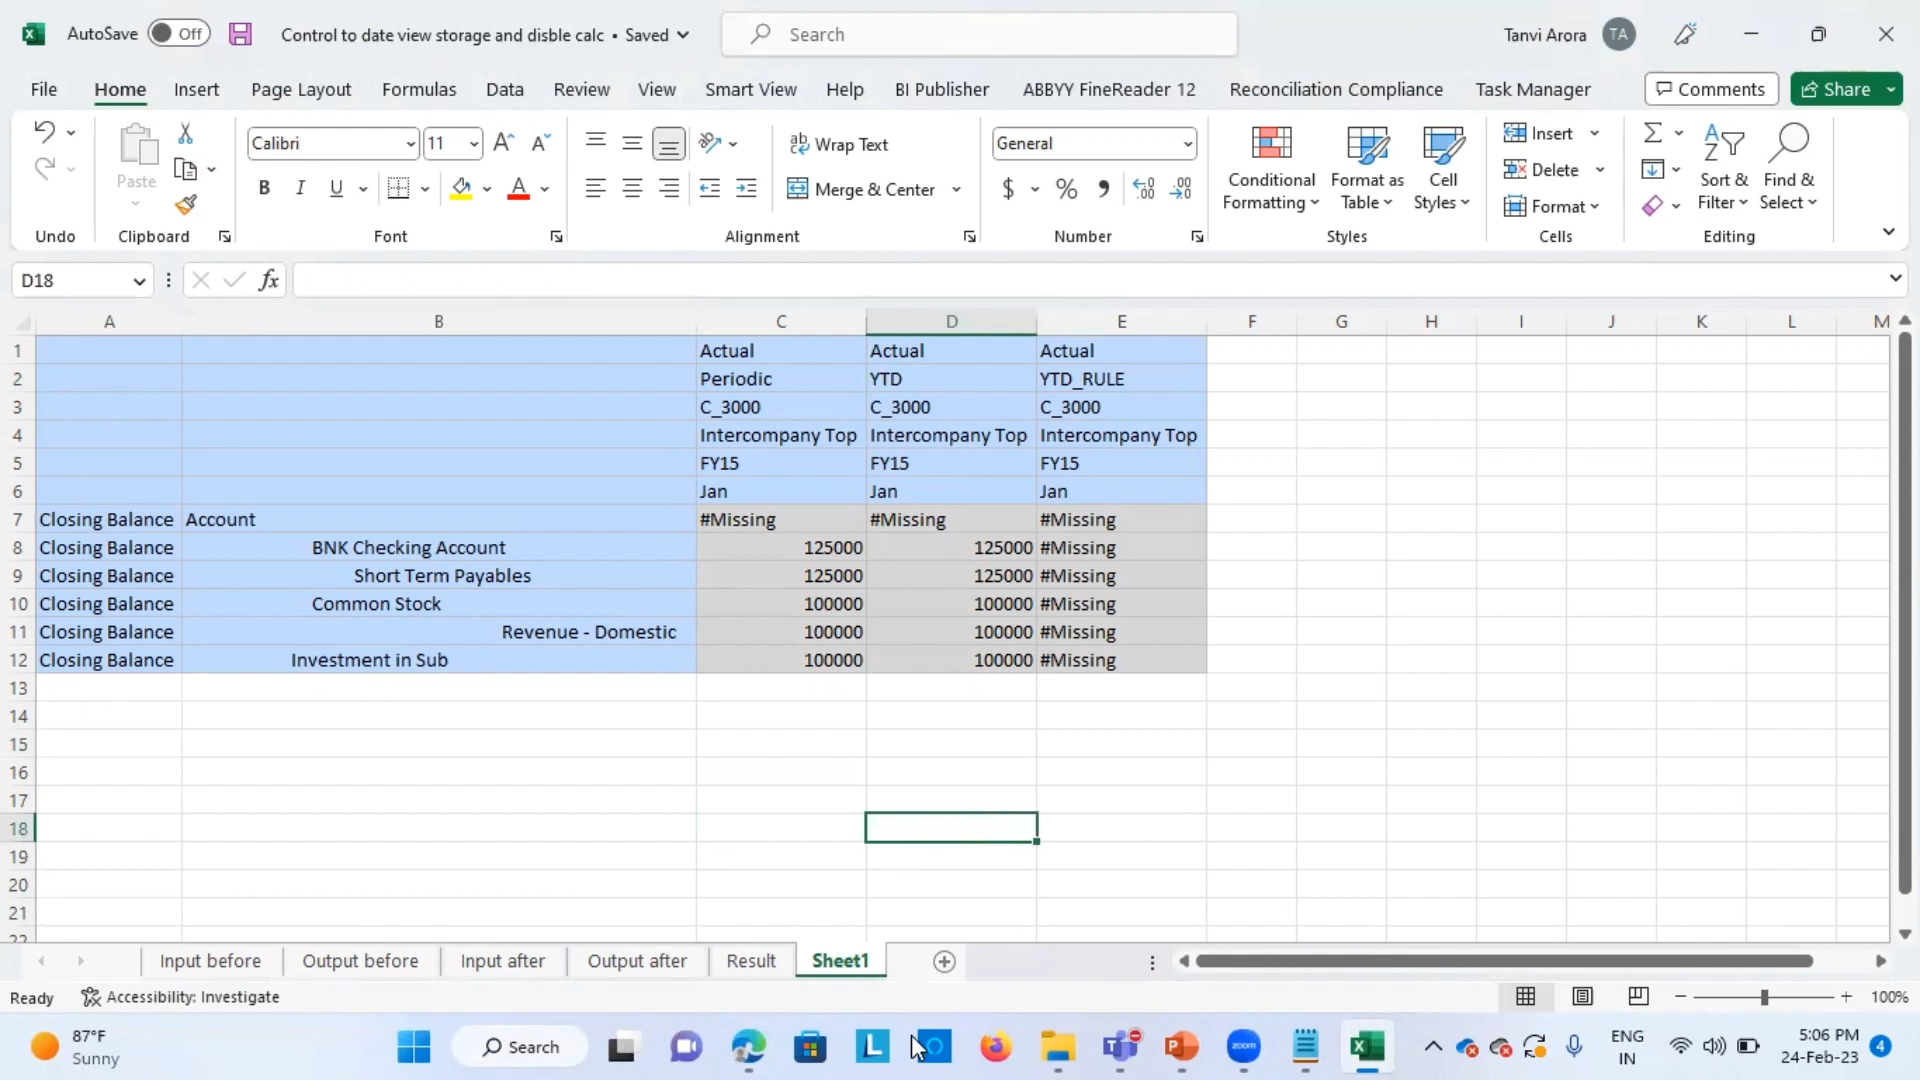 AutoSave Off Control to date view storage and disble calc • Saved Search Tanvi Arora TA
File Home Insert Page Layout Formulas Data Review View Smart View Help BI Publisher ABBYY FineReader 12 Reconciliation Compliance Task Manager Comments Share
Paste Calibri 11 Wrap Text General Insert
B I U Merge & Center $ % Conditional Formatting Format as Table Cell Styles Delete Sort & Filter Find & Select
Format
Undo Clipboard Font Alignment Number Styles Cells Editing
D18 fx
A B C D E F G H I J K L M
1 Actual Actual Actual
2 Periodic YTD YTD_RULE
3 C_3000 C_3000 C_3000
4 Intercompany Top Intercompany Top Intercompany Top
5 FY15 FY15 FY15
6 Jan Jan Jan
7 Closing Balance Account #Missing #Missing #Missing
8 Closing Balance BNK Checking Account 125000 125000 #Missing
9 Closing Balance Short Term Payables 125000 125000 #Missing
10 Closing Balance Common Stock 100000 100000 #Missing
11 Closing Balance Revenue - Domestic 100000 100000 #Missing
12 Closing Balance Investment in Sub 100000 100000 #Missing
13
14
15
16
17
18
19
20
21
22
Input before Output before Input after Output after Result Sheet1
Ready Accessibility: Investigate 100%
87°F Search zoom ENG 5:06 PM 4
Sunny IN 24-Feb-23